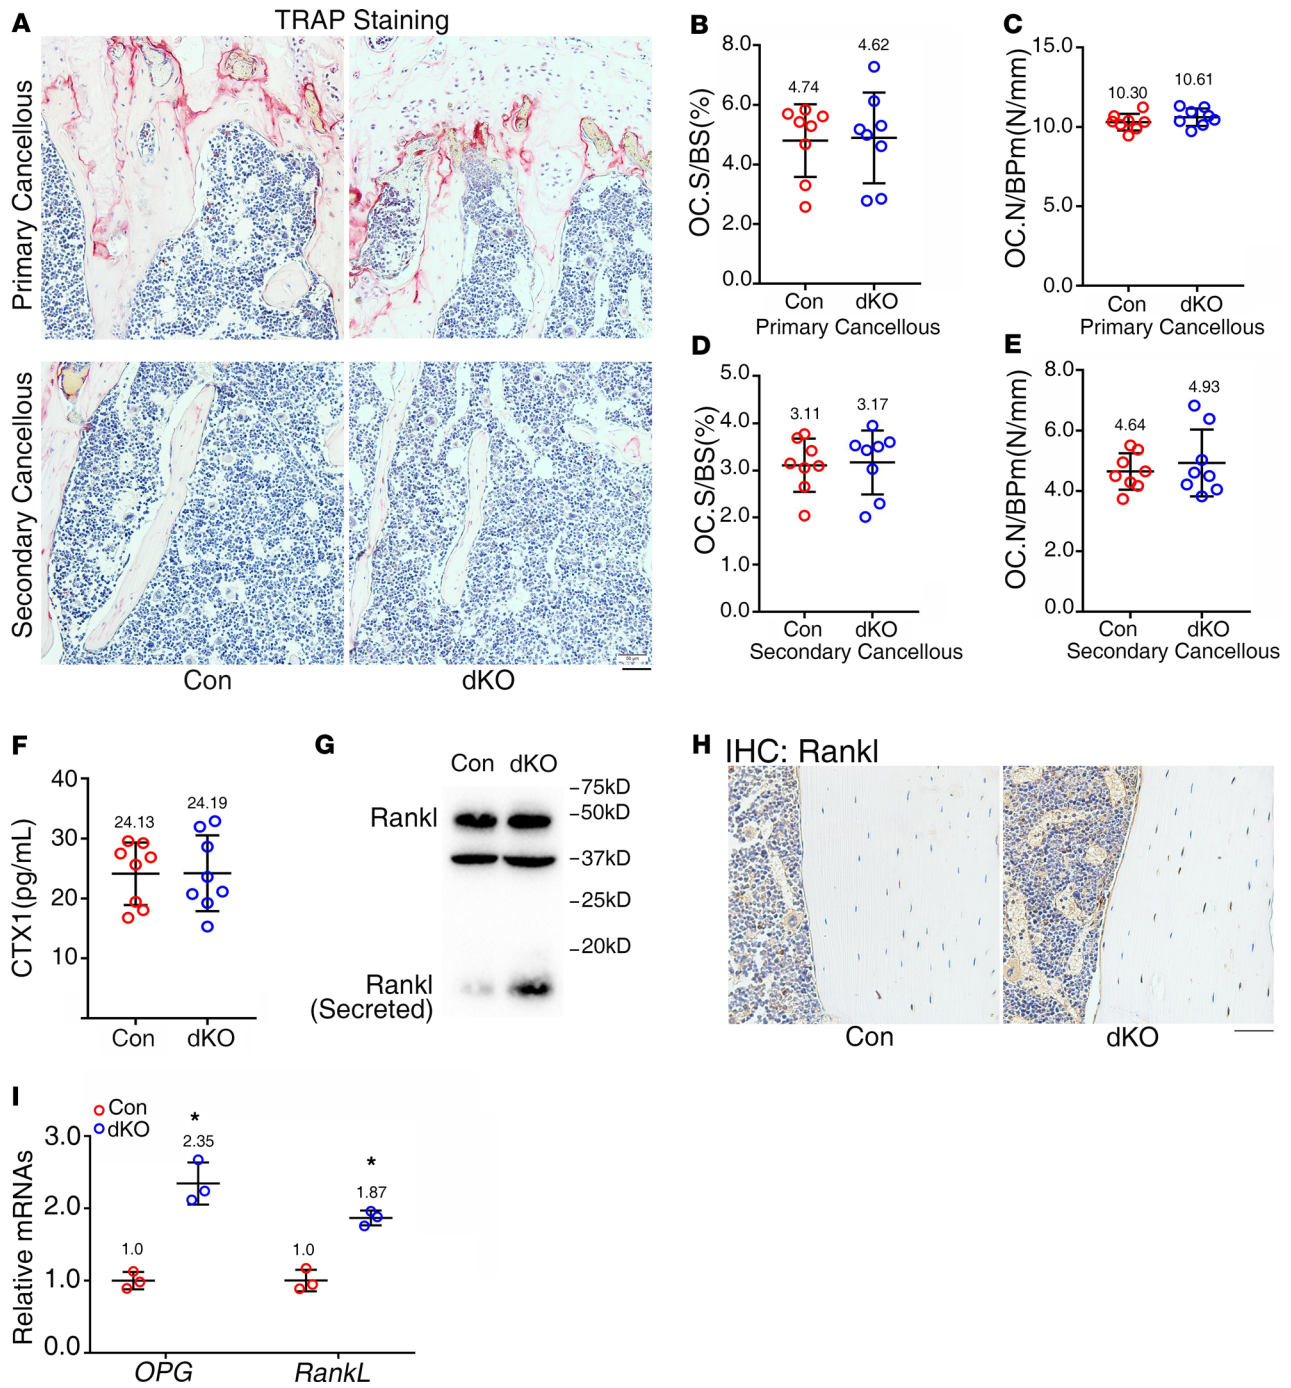 A
TRAP Staining
Primary Cancellous
Secondary Cancellous
Con
dKO
50 µm
B
OC.S/BS(%)
8.0
6.0
4.0
2.0
0.0
4.74
4.62
Con
dKO
Primary Cancellous
C
OC.N/BPm(N/mm)
15.0
10.0
5.0
0.0
10.30
10.61
Con
dKO
Primary Cancellous
D
OC.S/BS(%)
5.0
4.0
3.0
2.0
1.0
0.0
3.11
3.17
Con
dKO
Secondary Cancellous
E
OC.N/BPm(N/mm)
8.0
6.0
4.0
2.0
0.0
4.64
4.93
Con
dKO
Secondary Cancellous
F
CTX1(pg/mL)
40
30
20
10
24.13
24.19
Con
dKO
G
Con dKO
Rankl
Rankl
(Secreted)
-75kD
-50kD
-37kD
-25kD
-20kD
H IHC: Rankl
Con
dKO
I
Con
dKO
Relative mRNAs
3.0
2.0
1.0
0.0
1.0
*
2.35
1.0
*
1.87
OPG
RankL